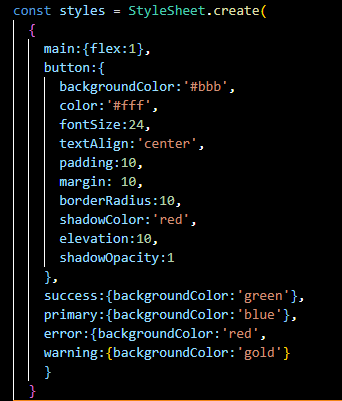 const styles = StyleSheet.create(
{
main:{flex:1},
button:{
backgroundColor:'#bbb',
color:'#fff',
fontSize:24,
textAlign:'center',
padding:10,
margin: 10,
borderRadius:10,
shadowColor:'red',
elevation:10,
shadowOpacity:1
},
success:{backgroundColor:'green'},
primary:{backgroundColor:'blue'},
error:{backgroundColor:'red',
warning:{backgroundColor:'gold'}
}
}